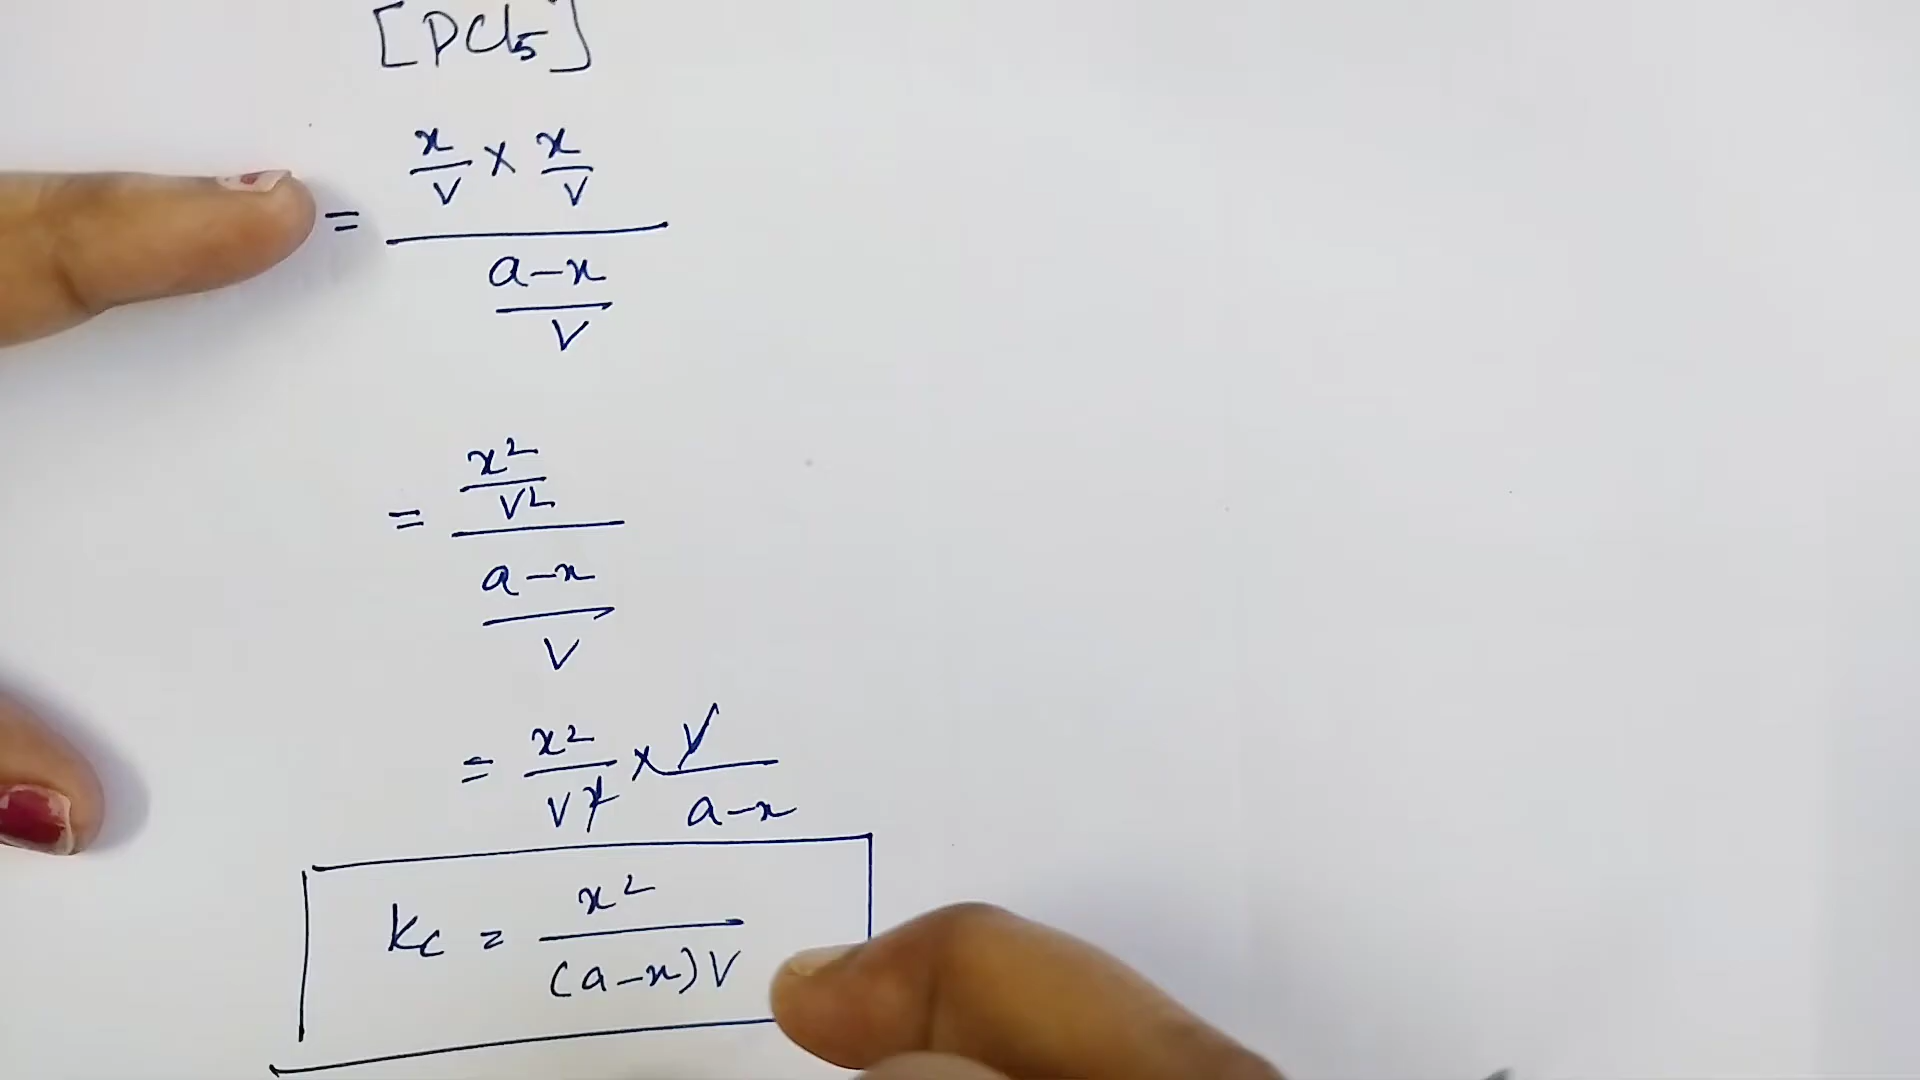 [PCl5]
x/V × x/V
=
a-x
V
x²
V²
=
a-x
V
= x²/V² × V/a-x
Kc = x²/(a-x)V